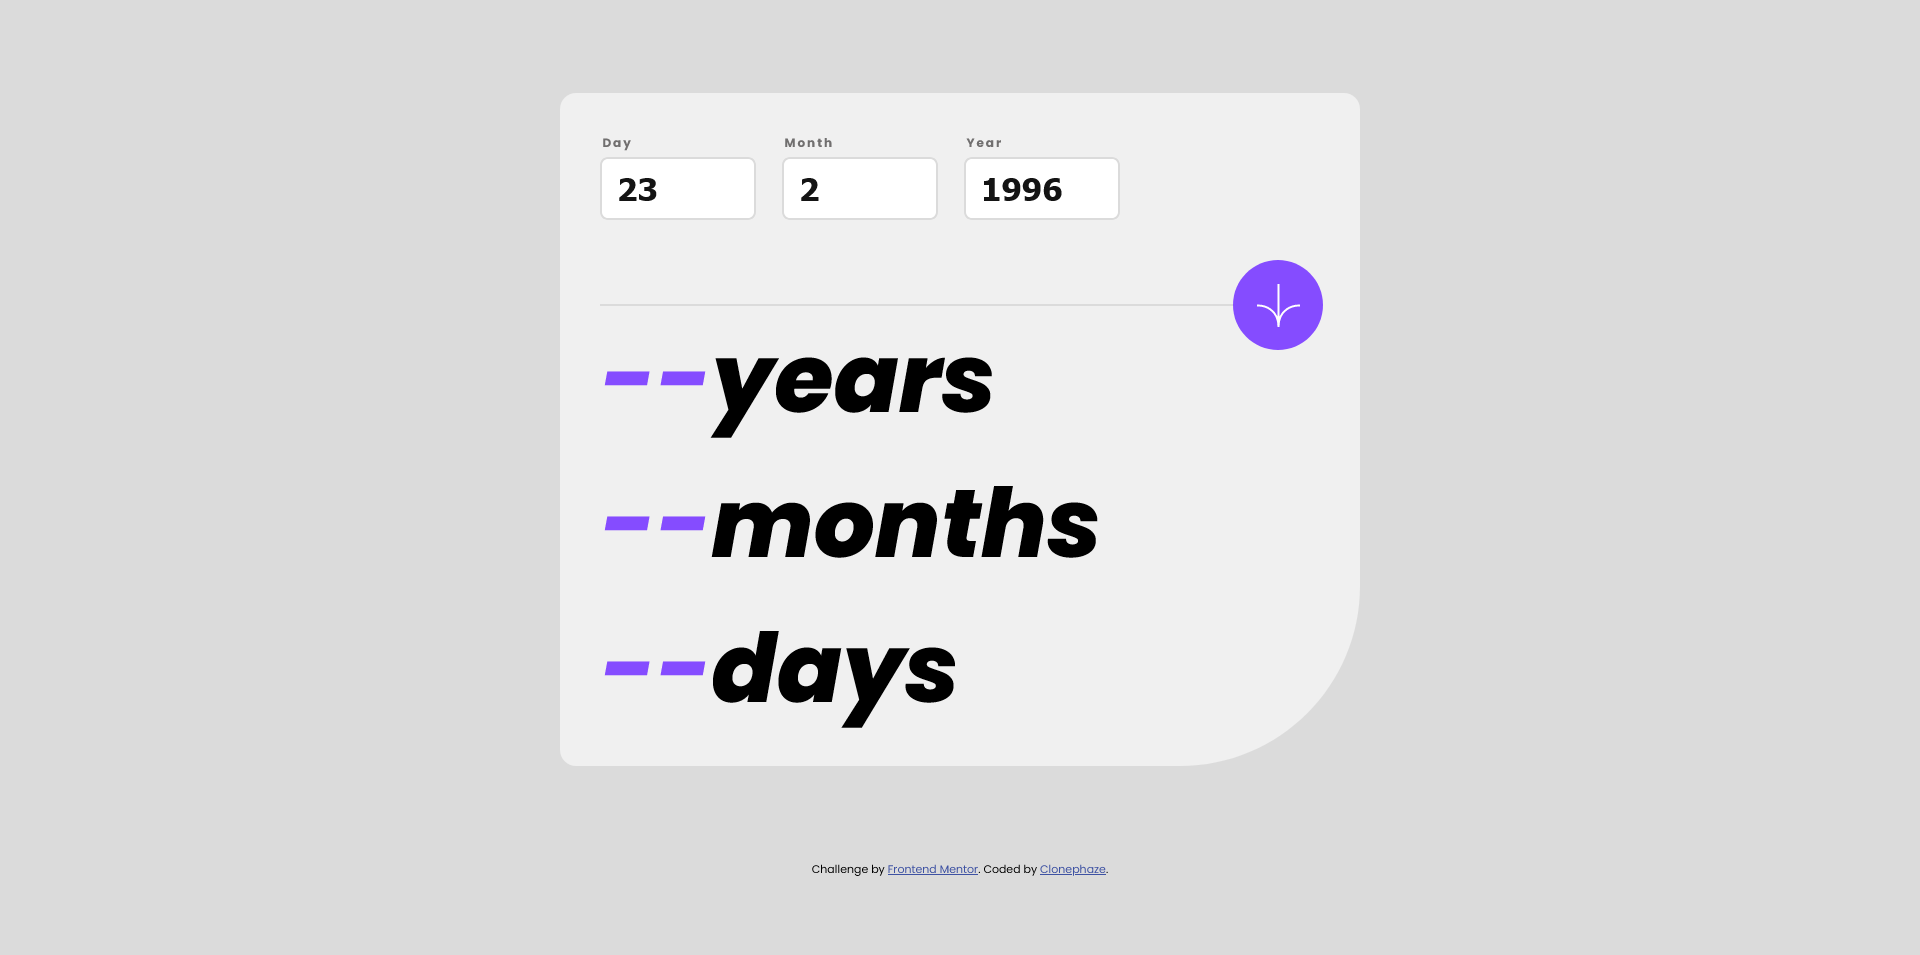 Day Month Year
23 2 1996
--years
--months
--days
Challenge by Frontend Mentor. Coded by Clonephaze.